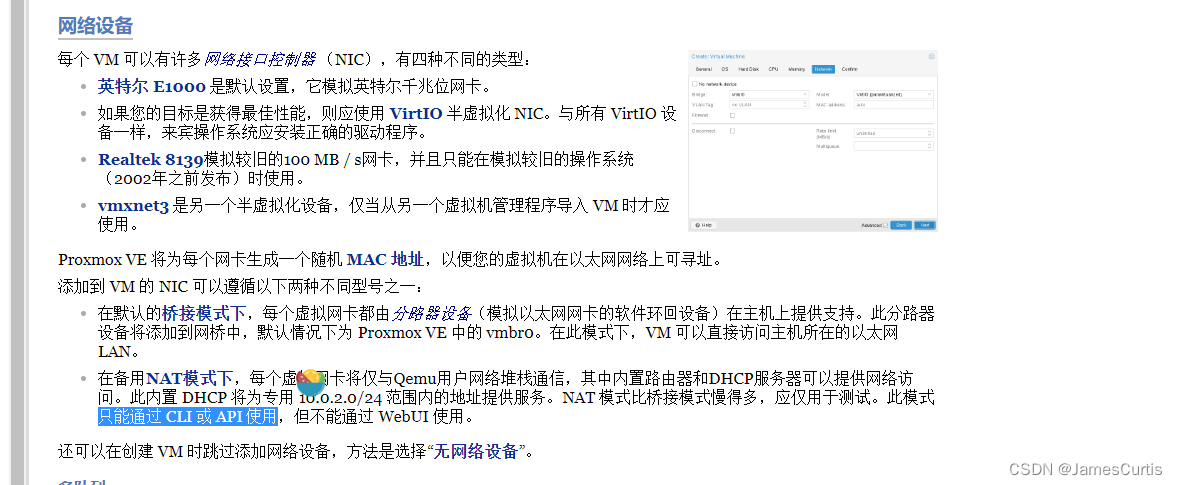 网络设备
每个 VM 可以有许多网络接口控制器（NIC），有四种不同的类型：
英特尔 E1000 是默认设置，它模拟英特尔千兆位网卡。
如果您的目标是获得最佳性能，则应使用 VirtIO 半虚拟化 NIC。与所有 VirtIO 设
备一样，来宾操作系统应安装正确的驱动程序。
Realtek 8139模拟较旧的100 MB / s网卡，并且只能在模拟较旧的操作系统
（2002年之前发布）时使用。
vmxnet3 是另一个半虚拟化设备，仅当从另一个虚拟机管理程序导入 VM 时才应
使用。
Create: Virtual Machine
General OS Hard Disk CPU Memory Network Confirm
No network device
Bridge: vmbr0 Model: VirtIO (paravirtualized)
VLAN Tag: no VLAN MAC address: auto
Firewall:
Disconnect: Rate limit (MB/s): unlimited
Multiqueue:
Help Advanced Back Next
Proxmox VE 将为每个网卡生成一个随机 MAC 地址，以便您的虚拟机在以太网网络上可寻址。
添加到 VM 的 NIC 可以遵循以下两种不同型号之一：
在默认的桥接模式下，每个虚拟网卡都由分路器设备（模拟以太网网卡的软件环回设备）在主机上提供支持。此分路器
设备将添加到网桥中，默认情况下为 Proxmox VE 中的 vmbr0。在此模式下，VM 可以直接访问主机所在的以太网
LAN。
在备用NAT模式下，每个虚 网卡将仅与Qemu用户网络堆栈通信，其中内置路由器和DHCP服务器可以提供网络访
问。此内置 DHCP 将为专用 10.0.2.0/24 范围内的地址提供服务。NAT 模式比桥接模式慢得多，应仅用于测试。此模式
只能通过 CLI 或 API 使用，但不能通过 WebUI 使用。
还可以在创建 VM 时跳过添加网络设备，方法是选择“无网络设备”。
CSDN @JamesCurtis